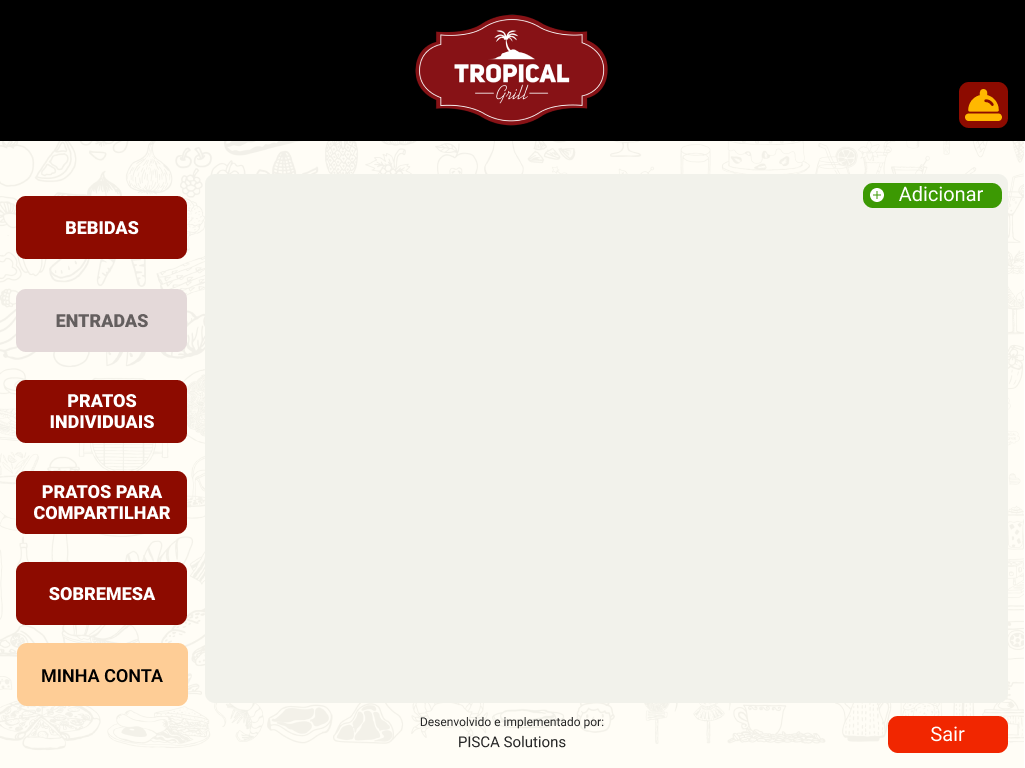 TROPICAL
Grill
Adicionar
BEBIDAS
ENTRADAS
PRATOS
INDIVIDUAIS
PRATOS PARA
COMPARTILHAR
SOBREMESA
MINHA CONTA
Desenvolvido e implementado por:
PISCA Solutions
Sair